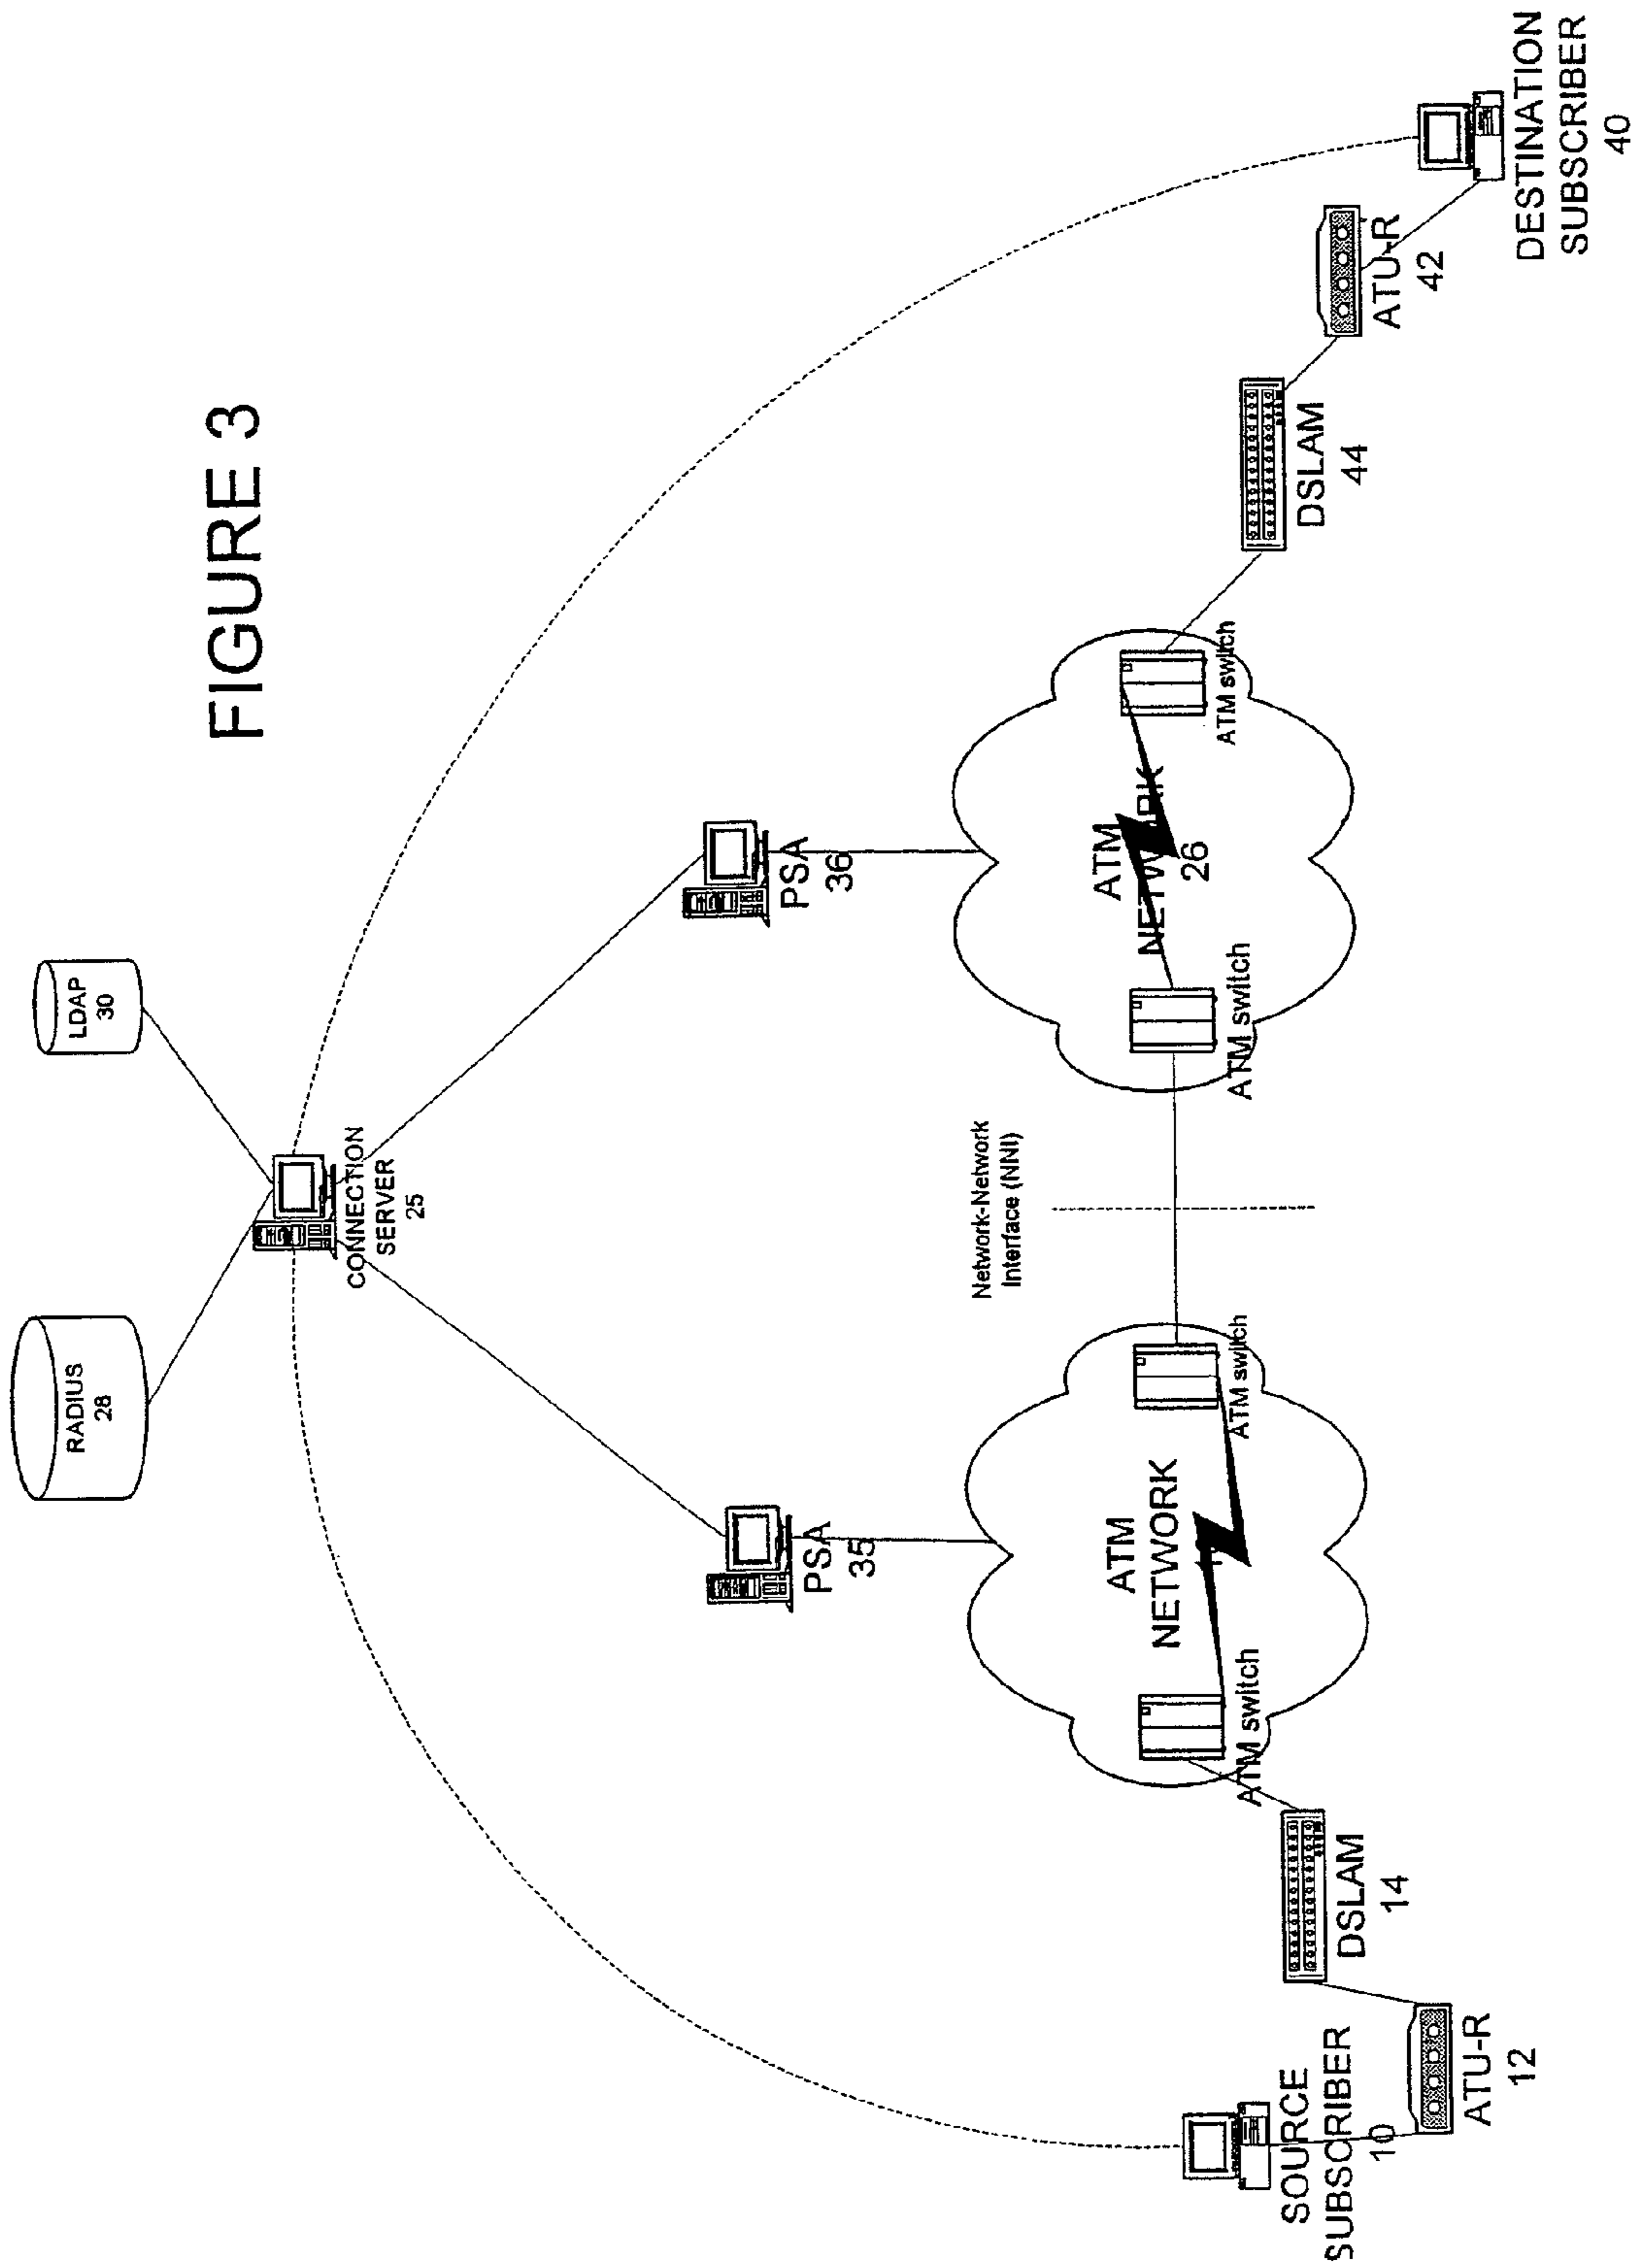 RADIUS
28
LDAP
30
FIGURE 3
CONNECTION
SERVER
25
PSA
35
PSA
36
Network-Network
Interface (NNI)
ATM
NETWORK
ATM switch
ATM switch
ATM
NETWORK
26
ATM switch
ATM switch
SOURCE
SUBSCRIBER
10
ATU-R
12
DSLAM
14
DSLAM
44
ATU-R
42
DESTINATION
SUBSCRIBER
40